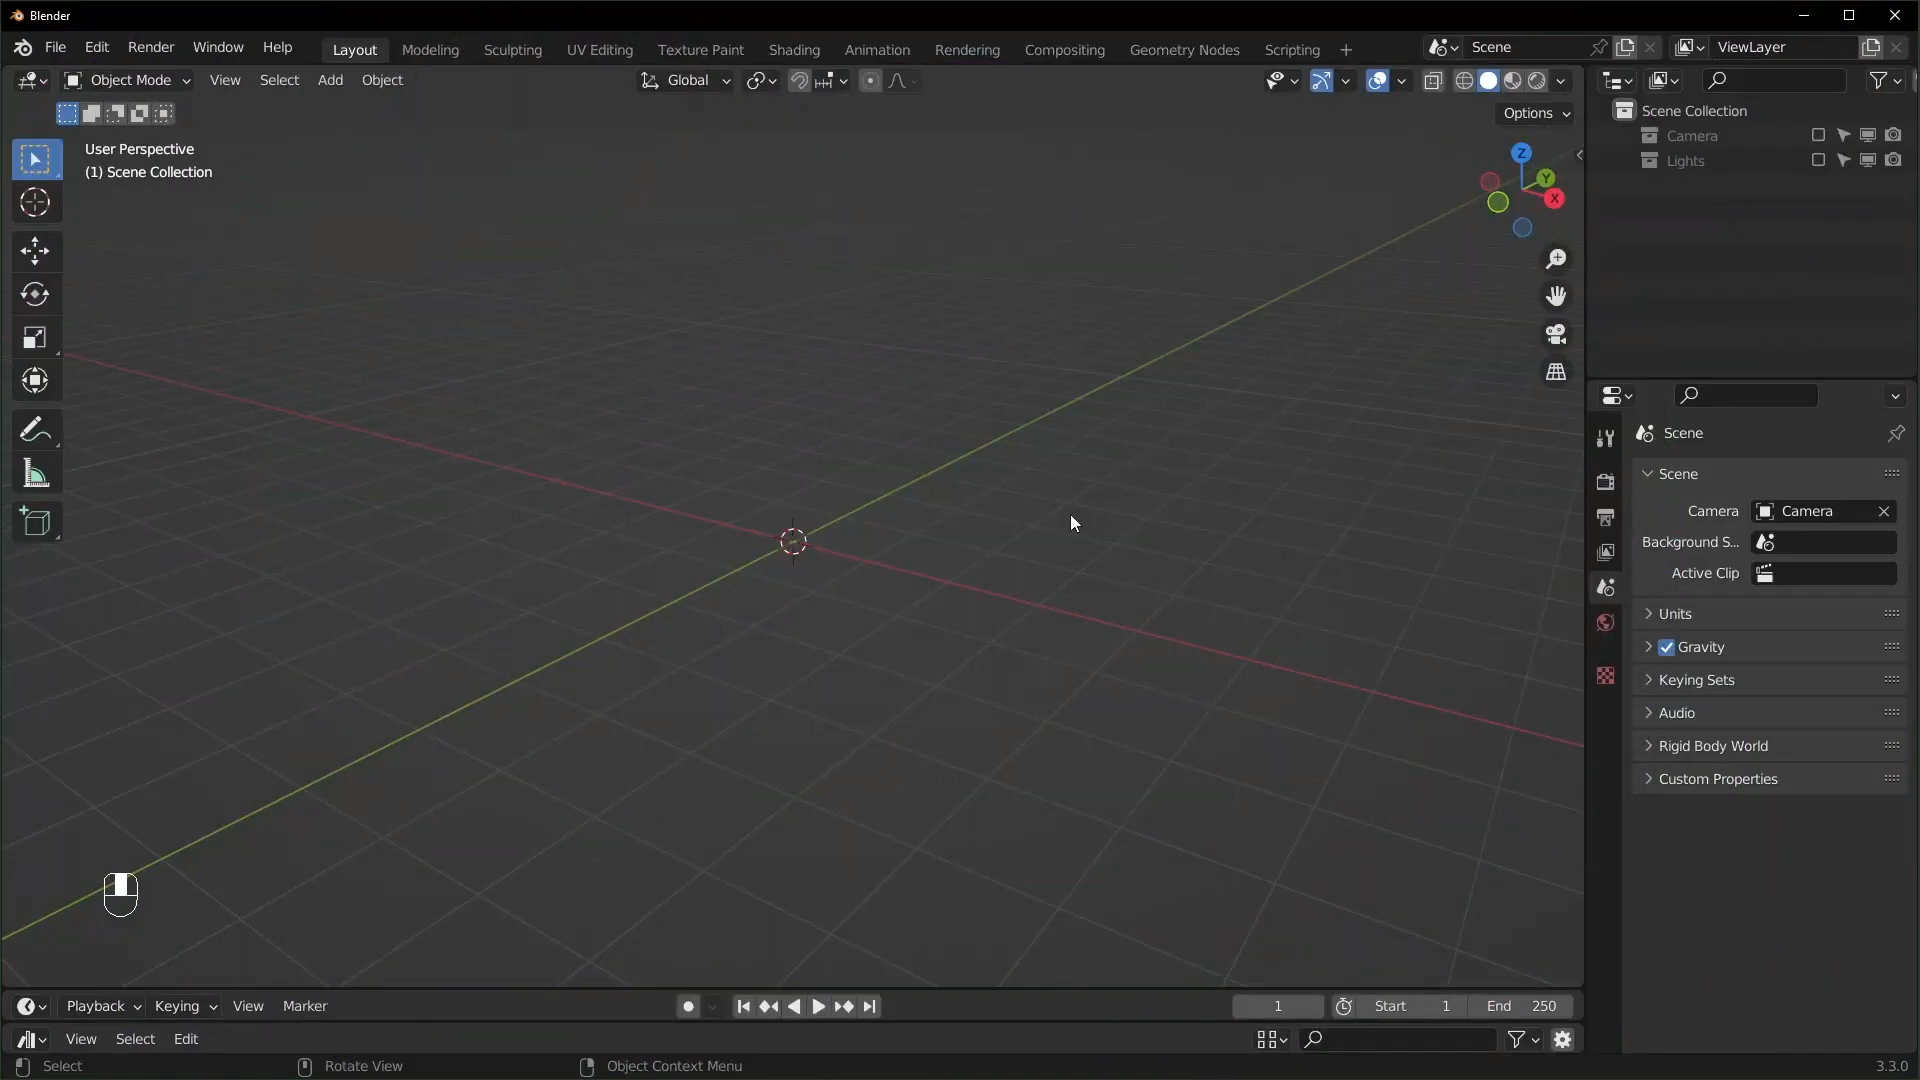 Blender
File Edit Render Window Help Layout Modeling Sculpting UV Editing Texture Paint Shading Animation Rendering Compositing Geometry Nodes Scripting + Scene ViewLayer
Object Mode View Select Add Object Global
Options
User Perspective
(1) Scene Collection
Z
Y
X
Scene Collection
Camera
Lights
Scene
Scene
Camera Camera
Background S...
Active Clip
Units
Gravity
Keying Sets
Audio
Rigid Body World
Custom Properties
Playback Keying View Marker 1 Start 1 End 250
View Select Edit
Select Rotate View Object Context Menu 3.3.0